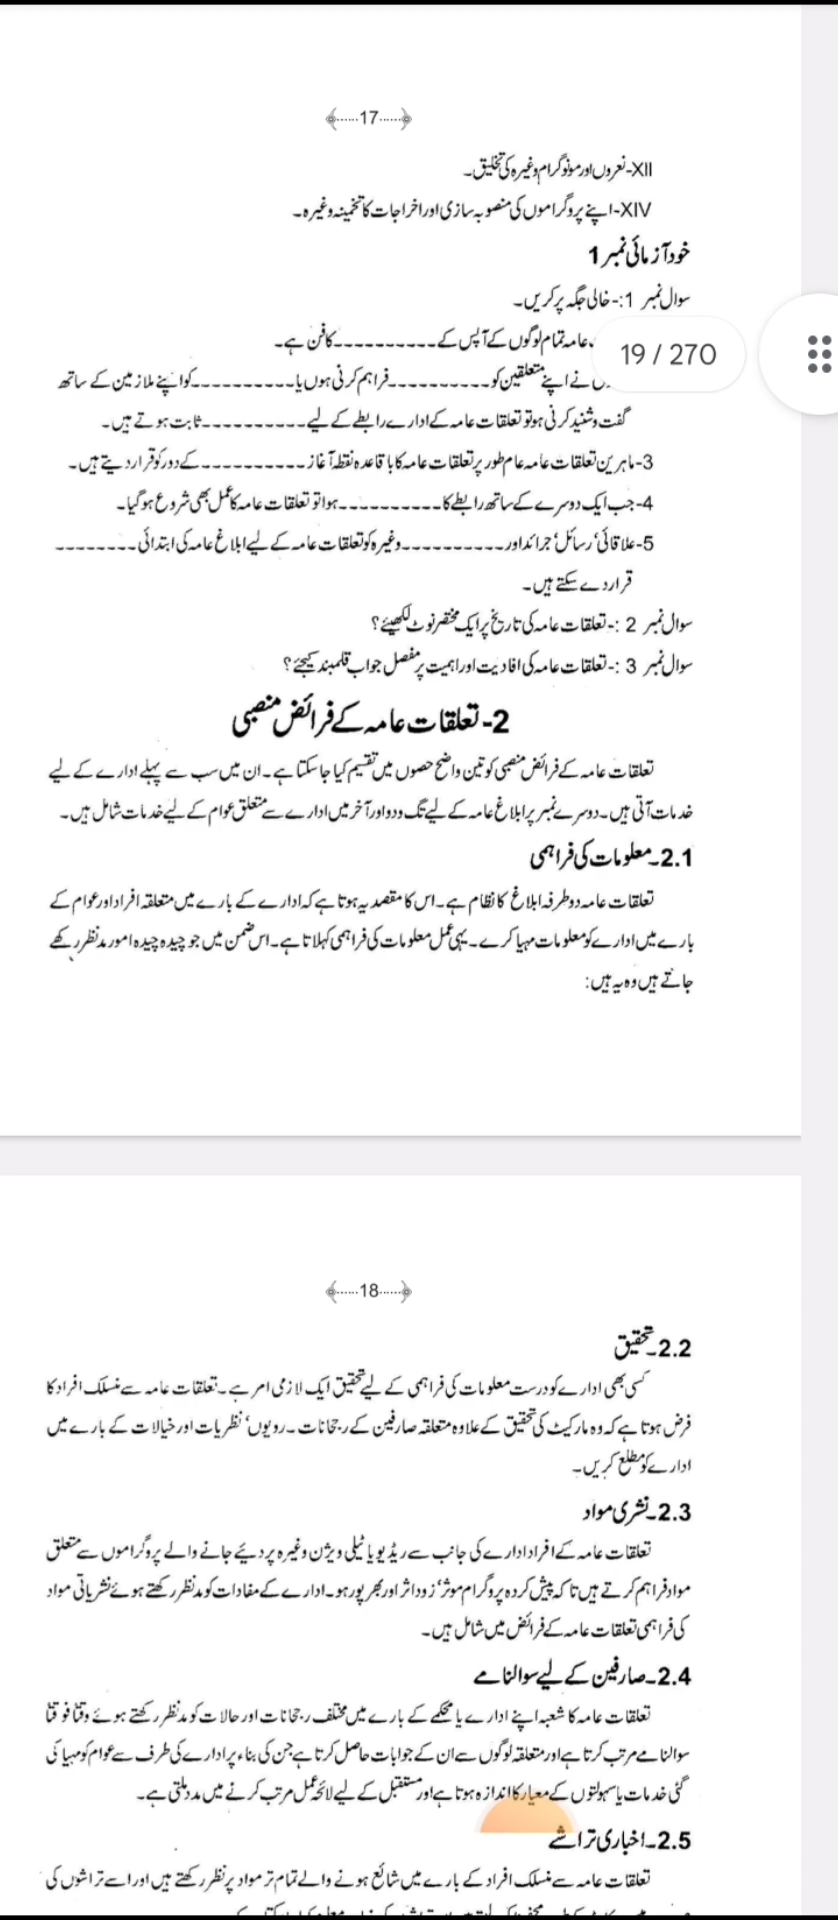 17
XII-نعروں اور مونوگرام وغیرہ کی تخلیق۔
XIV-اپنے پروگراموں کی منصوبہ سازی اور اخراجات کا تخمینہ وغیرہ۔
خود آزمائی نمبر 1
سوال نمبر 1:- خالی جگہ پر کریں۔
عامہ تمام لوگوں کے آپس کے ---------- کا فن ہے۔
19 / 270
نے اپنے متعلقین کو ---------- فراہم کرنی ہوں یا ---------- کو اپنے ملازمین کے ساتھ
گفت و شنید کرنی ہو تو تعلقات عامہ کے ادارے رابطے کے لیے ---------- ثابت ہوتے ہیں۔
3-ماہرین تعلقات عامہ عام طور پر تعلقات عامہ کا باقاعدہ نقطہ آغاز ---------- کے دور کو قرار دیتے ہیں۔
4-جب ایک دوسرے کے ساتھ رابطے کا ---------- ہوا تو تعلقات عامہ کا عمل بھی شروع ہو گیا۔
5-علاقائی‘ رسائل‘ جرائد اور ---------- وغیرہ کو تعلقات عامہ کے لیے ابلاغ عامہ کی ابتدائی --------
قرار دے سکتے ہیں۔
سوال نمبر 2 :- تعلقات عامہ کی تاریخ پر ایک مختصر نوٹ لکھیئے؟
سوال نمبر 3 :- تعلقات عامہ کی افادیت اور اہمیت پر مفصل جواب قلمبند کیجئے؟
2- تعلقات عامہ کے فرائض منصبی
تعلقات عامہ کے فرائض منصبی کو تین واضح حصوں میں تقسیم کیا جا سکتا ہے۔ ان میں سب سے پہلے ادارے کے لیے
خدمات آتی ہیں۔ دوسرے نمبر پر ابلاغ عامہ کے لیے تگ و دو اور آخر میں ادارے سے متعلق عوام کے لیے خدمات شامل ہیں۔
2.1۔معلومات کی فراہمی
تعلقات عامہ دو طرفہ ابلاغ کا نظام ہے۔ اس کا مقصد یہ ہوتا ہے کہ ادارے کے بارے میں متعلقہ افراد اور عوام کے
بارے میں ادارے کو معلومات مہیا کرے۔ یہی عمل معلومات کی فراہمی کہلاتا ہے۔ اس ضمن میں جو چیدہ چیدہ امور مدنظر رکھے
جاتے ہیں وہ یہ ہیں:
18
2.2۔تحقیق
کسی بھی ادارے کو درست معلومات کی فراہمی کے لیے تحقیق ایک لازمی امر ہے۔ تعلقات عامہ سے منسلک افراد کا
فرض ہوتا ہے کہ وہ مارکیٹ کی تحقیق کے علاوہ متعلقہ صارفین کے رجحانات۔ رویوں‘ نظریات اور خیالات کے بارے میں
ادارے کو مطلع کریں۔
2.3۔نشری مواد
تعلقات عامہ کے افراد ادارے کی جانب سے ریڈیو یا ٹیلی ویژن وغیرہ پر دیئے جانے والے پروگراموں سے متعلق
مواد فراہم کرتے ہیں تاکہ پیش کردہ پروگرام موثر‘ زود اثر اور بھرپور ہو۔ ادارے کے مفادات کو مدنظر رکھتے ہوئے نشریاتی مواد
کی فراہمی تعلقات عامہ کے فرائض میں شامل ہیں۔
2.4۔صارفین کے لیے سوالنامے
تعلقات عامہ کا شعبہ اپنے ادارے یا محکمے کے بارے میں مختلف رجحانات اور حالات کو مدنظر رکھتے ہوئے وقتاً فوقتاً
سوالنامے مرتب کرتا ہے اور متعلقہ لوگوں سے ان کے جوابات حاصل کرتا ہے جن کی بناء پر ادارے کی طرف سے عوام کو مہیا کی
گئی خدمات یا سہولتوں کے معیار کا اندازہ ہوتا ہے اور مستقبل کے لیے لائحہ عمل مرتب کرنے میں مدد ملتی ہے۔
2.5۔اخباری تراشے
تعلقات عامہ سے منسلک افراد کے بارے میں شائع ہونے والے تمام تر مواد پر نظر رکھتے ہیں اور اسے تراشوں کی